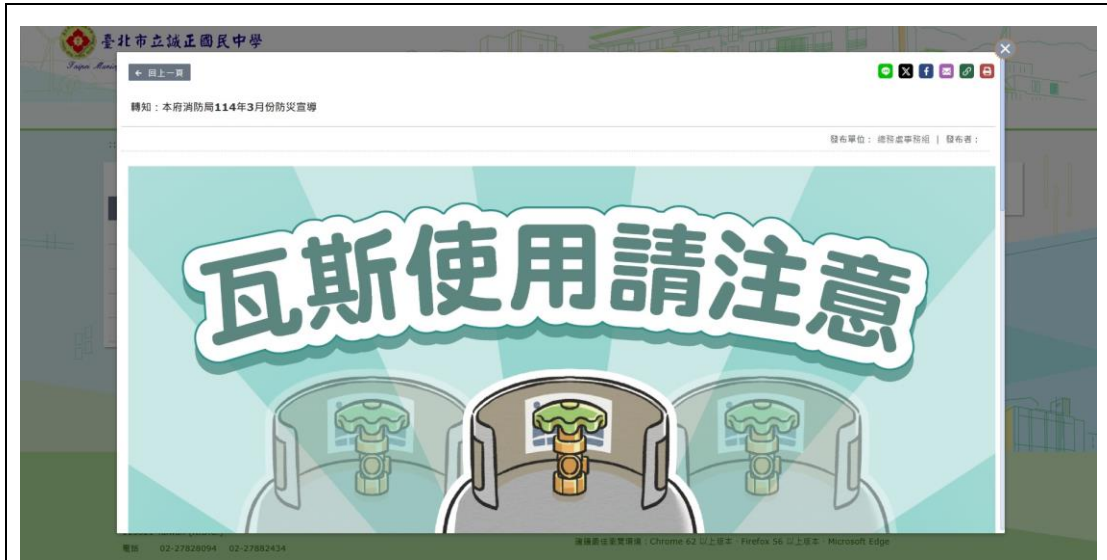 臺北市立誠正國民中學
Taipei Munic
回上一頁
轉知：本府消防局114年3月份防災宣導
發布單位： 總務處事務組 | 發布者：
瓦斯使用請注意
電話 02-27828094 02-27882434
建議最佳瀏覽環境：Chrome 62 以上版本、Firefox 56 以上版本、Microsoft Edge